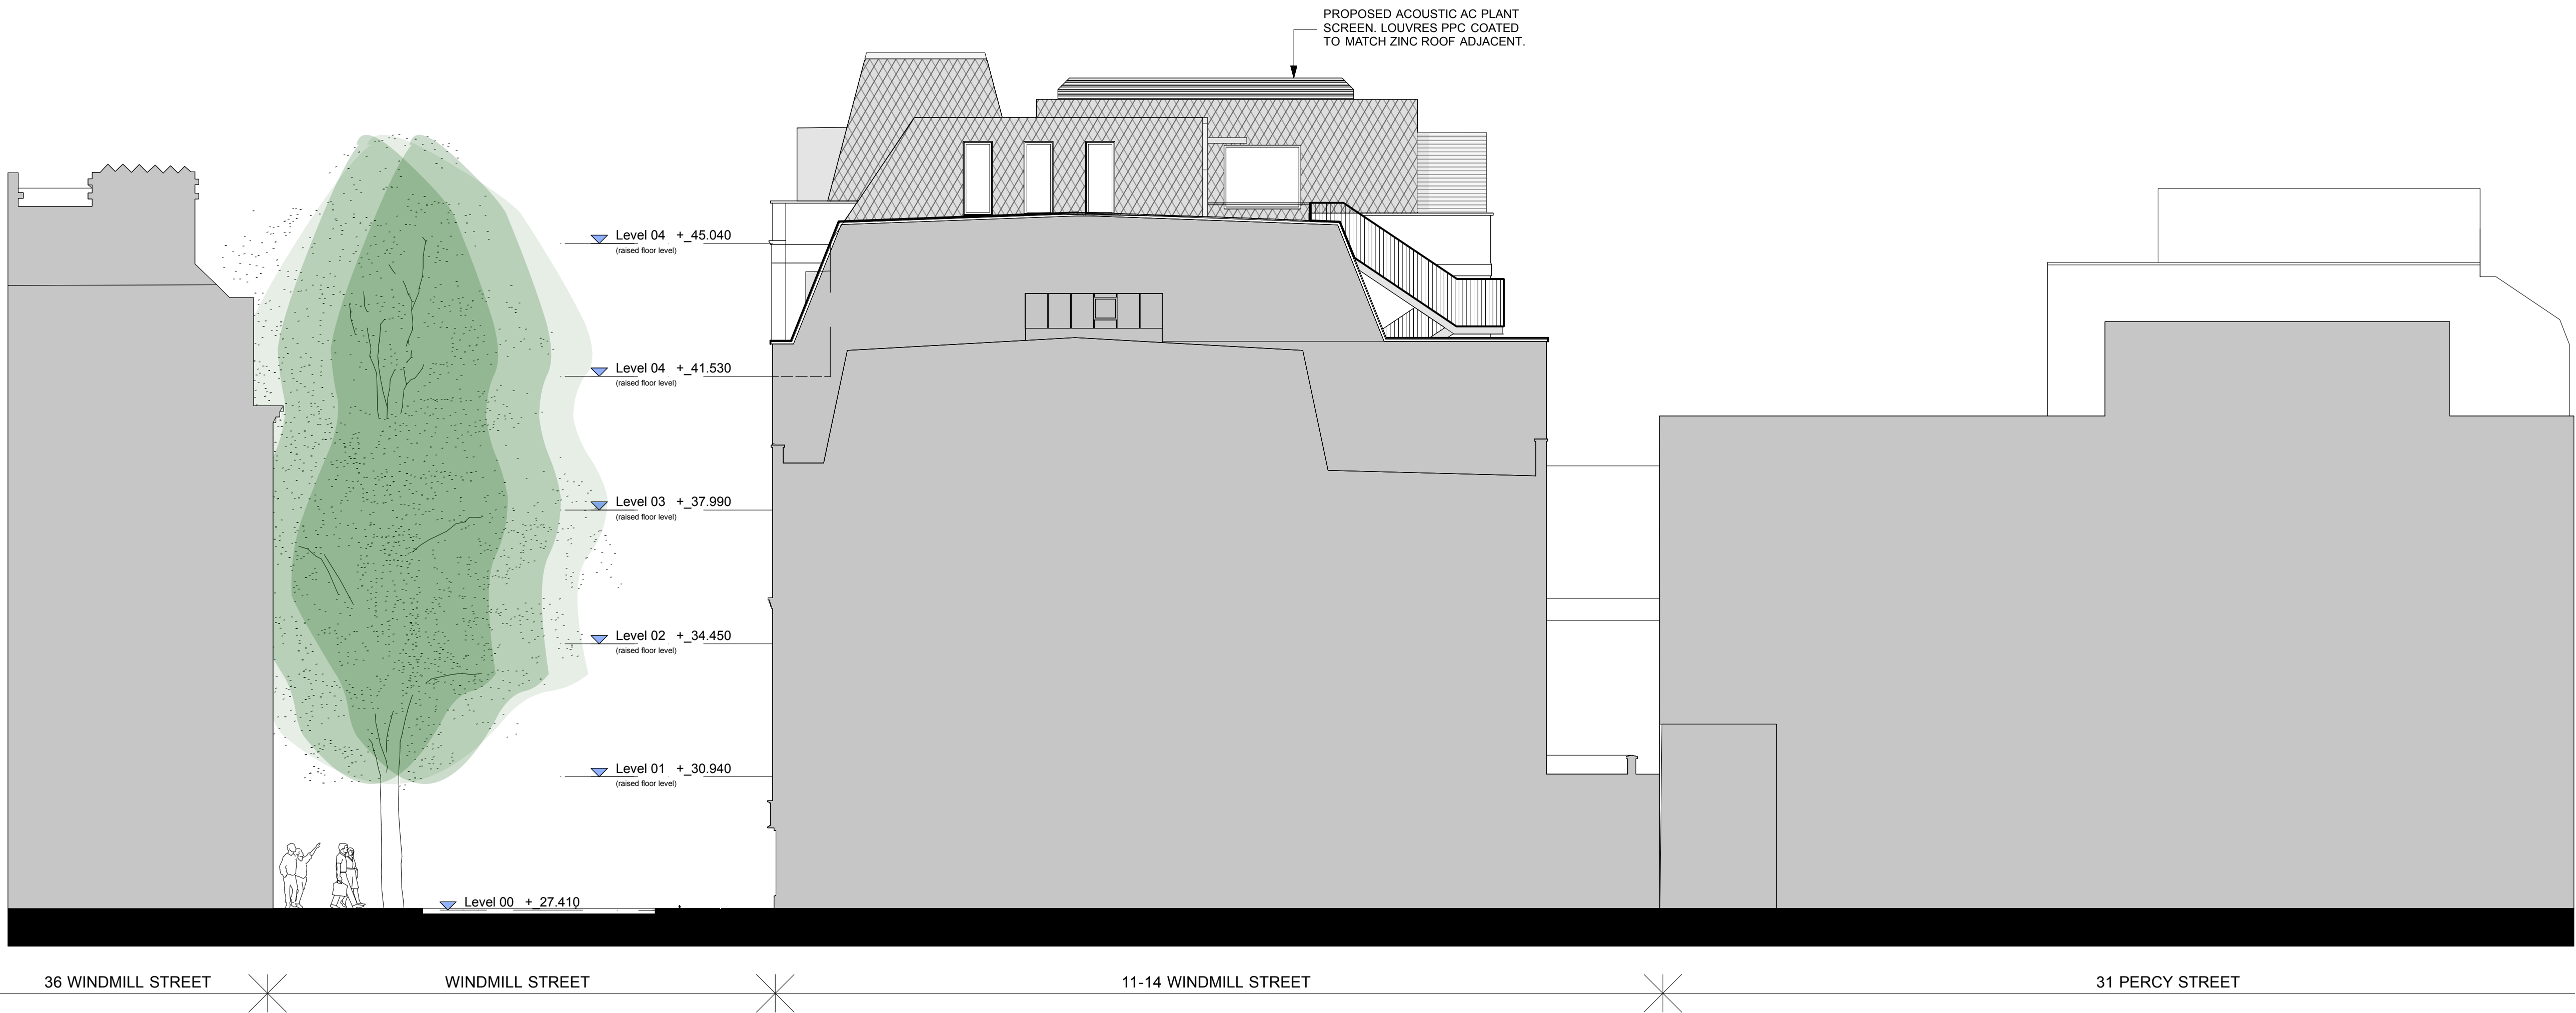 PROPOSED ACOUSTIC AC PLANT
SCREEN. LOUVRES PPC COATED
TO MATCH ZINC ROOF ADJACENT.
Level 04 +_45.040
(raised floor level)
Level 04 +_41.530
(raised floor level)
Level 03 +_37.990
(raised floor level)
Level 02 +_34.450
(raised floor level)
Level 01 +_30.940
(raised floor level)
Level 00 +_27.410
36 WINDMILL STREET
WINDMILL STREET
11-14 WINDMILL STREET
31 PERCY STREET